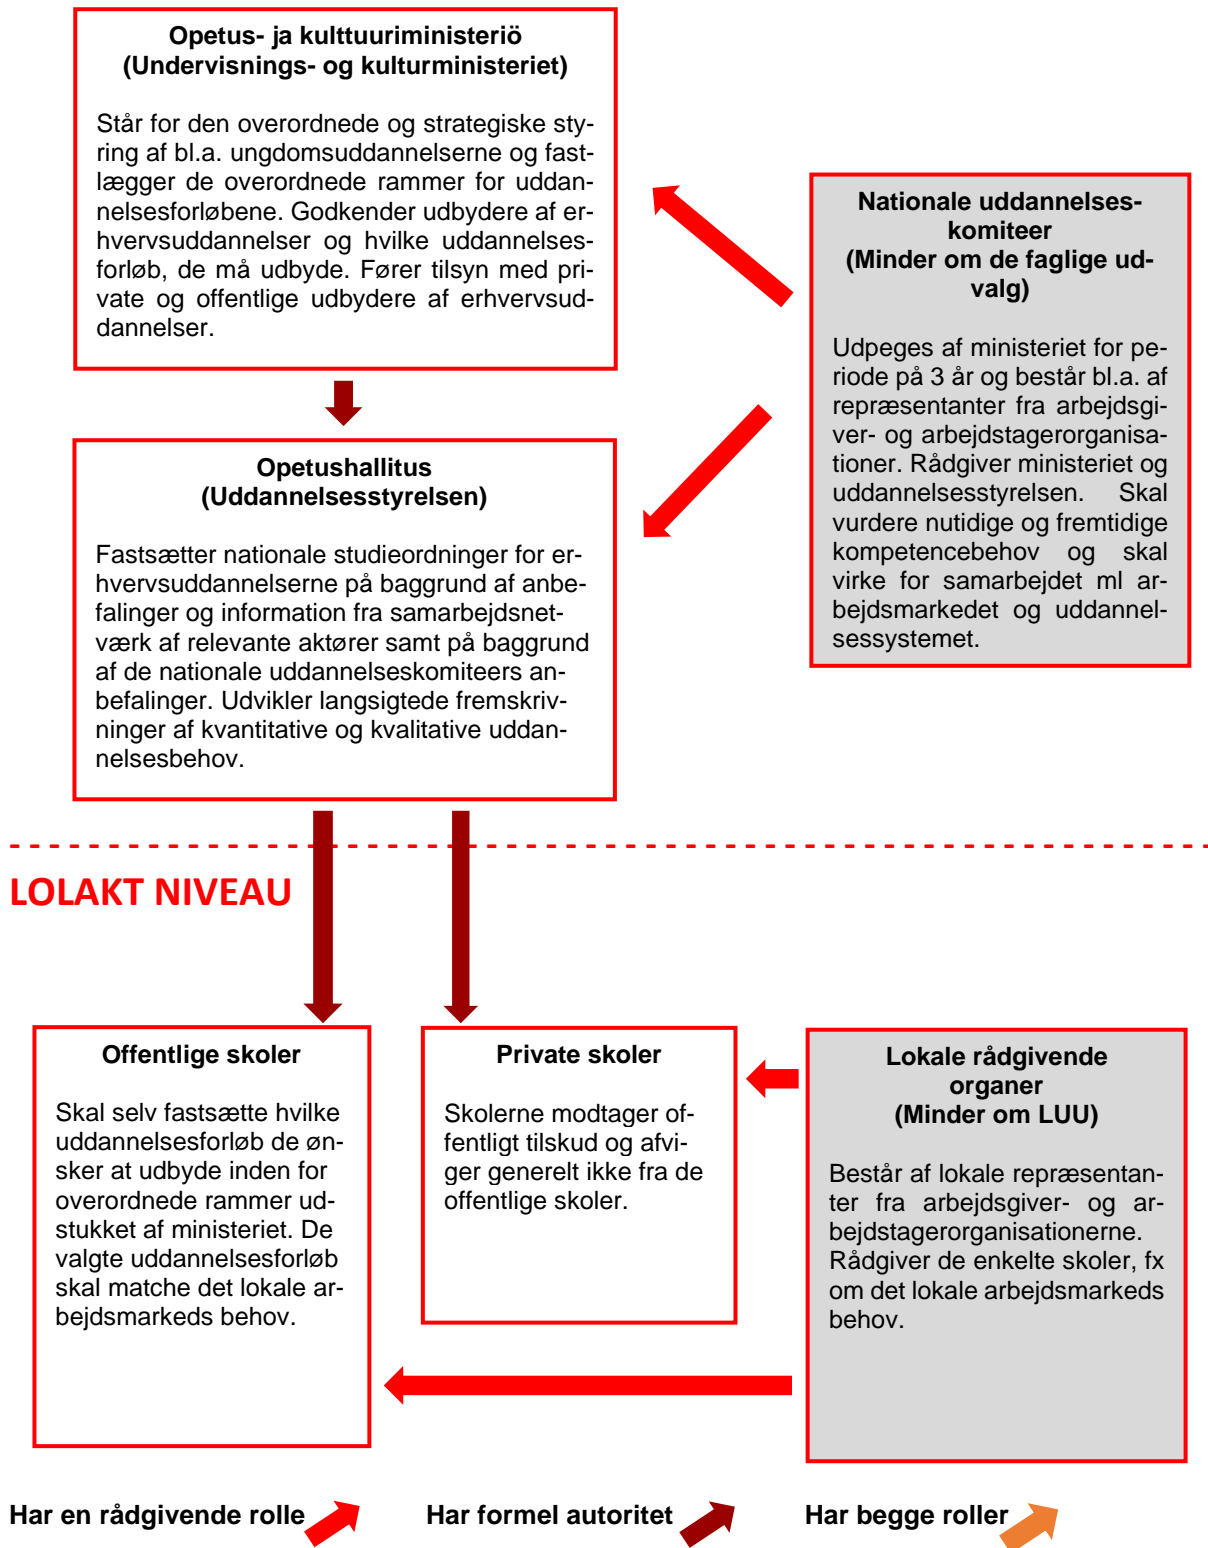 Opetus- ja kulttuuriministeriö
(Undervisnings- og kulturministeriet)
Står for den overordnede og strategiske sty-
ring af bl.a. ungdomsuddannelserne og fast-
lægger de overordnede rammer for uddan-
nelsesforløbene. Godkender udbydere af er-
hvervsuddannelser og hvilke uddannelses-
forløb, de må udbyde. Fører tilsyn med pri-
vate og offentlige udbydere af erhvervsud-
dannelser.
Nationale uddannelses-
komiteer
(Minder om de faglige ud-
valg)
Udpeges af ministeriet for pe-
riode på 3 år og består bl.a. af
repræsentanter fra arbejdsgi-
ver- og arbejdstagerorganisa-
tioner. Rådgiver ministeriet og
uddannelsesstyrelsen. Skal
vurdere nutidige og fremtidige
kompetencebehov og skal
virke for samarbejdet ml ar-
bejdsmarkedet og uddannel-
sessystemet.
Opetushallitus
(Uddannelsesstyrelsen)
Fastsætter nationale studieordninger for er-
hvervsuddannelserne på baggrund af anbe-
falinger og information fra samarbejdsnet-
værk af relevante aktører samt på baggrund
af de nationale uddannelseskomiteers an-
befalinger. Udvikler langsigtede fremskriv-
ninger af kvantitative og kvalitative uddan-
nelsesbehov.
LOLAKT NIVEAU
Offentlige skoler
Skal selv fastsætte hvilke
uddannelsesforløb de øn-
sker at udbyde inden for
overordnede rammer ud-
stukket af ministeriet. De
valgte uddannelsesforløb
skal matche det lokale ar-
bejdsmarkeds behov.
Private skoler
Skolerne modtager of-
fentligt tilskud og afvi-
ger generelt ikke fra de
offentlige skoler.
Lokale rådgivende
organer
(Minder om LUU)
Består af lokale repræsentan-
ter fra arbejdsgiver- og ar-
bejdstagerorganisationerne.
Rådgiver de enkelte skoler, fx
om det lokale arbejdsmarkeds
behov.
Har en rådgivende rolle
Har formel autoritet
Har begge roller